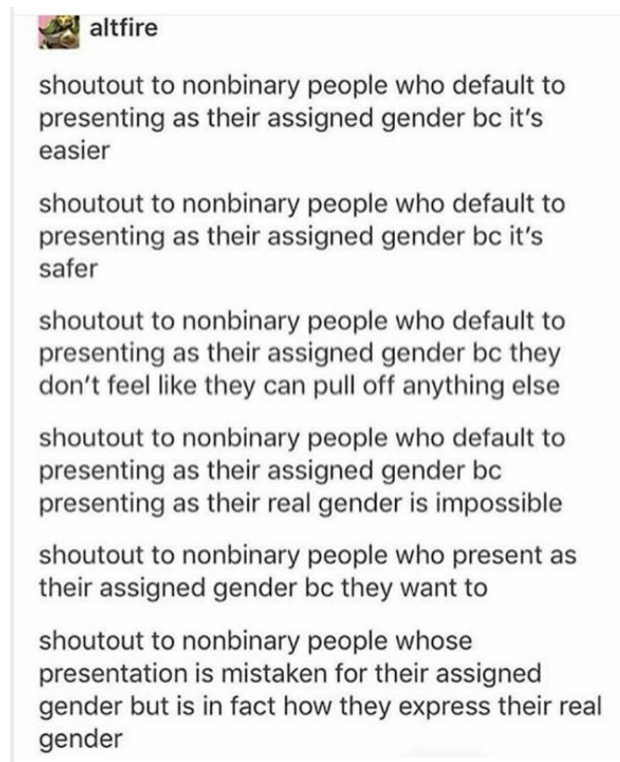 altfire
shoutout to nonbinary people who default to
presenting as their assigned gender bc it's
easier
shoutout to nonbinary people who default to
presenting as their assigned gender bc it's
safer
shoutout to nonbinary people who default to
presenting as their assigned gender bc they
don't feel like they can pull off anything else
shoutout to nonbinary people who default to
presenting as their assigned gender bc
presenting as their real gender is impossible
shoutout to nonbinary people who present as
their assigned gender bc they want to
shoutout to nonbinary people whose
presentation is mistaken for their assigned
gender but is in fact how they express their real
gender